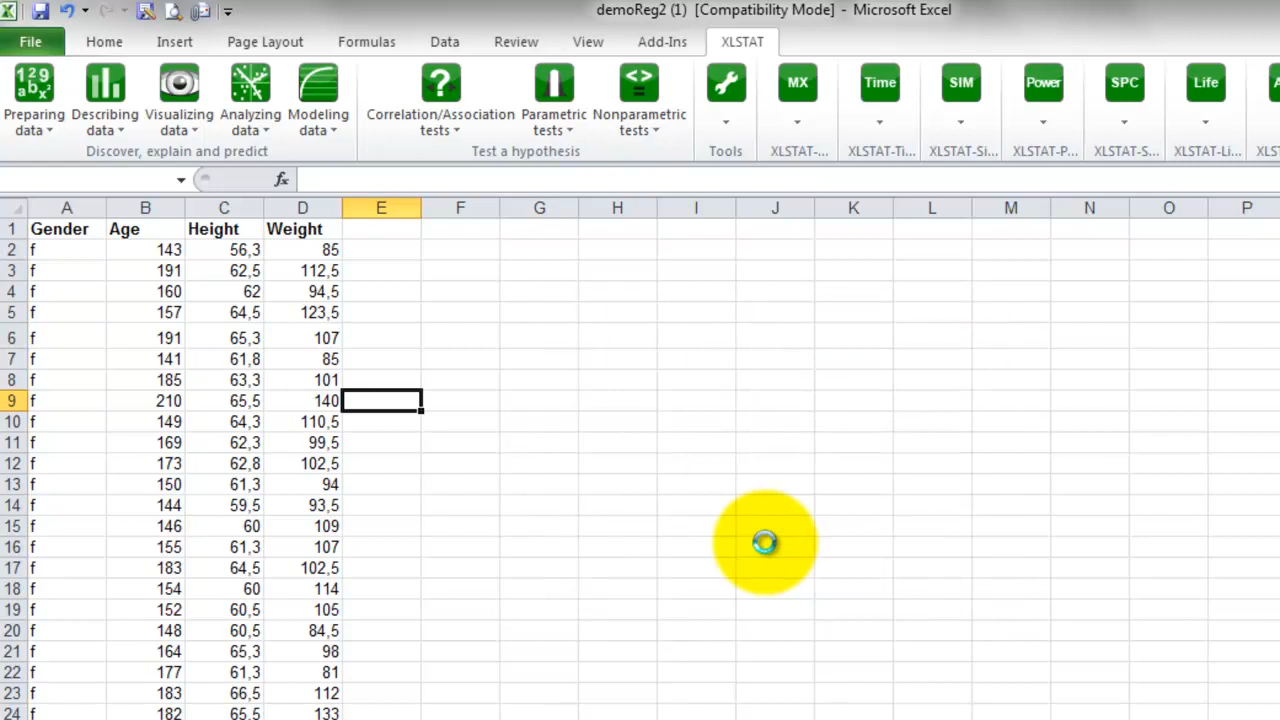 demoReg2 (1) [Compatibility Mode] - Microsoft Excel
File Home Insert Page Layout Formulas Data Review View Add-Ins XLSTAT
Preparing data Describing data Visualizing data Analyzing data Modeling data Correlation/Association tests Parametric tests Nonparametric tests MX Time SIM Power SPC Life
Discover, explain and predict Test a hypothesis Tools XLSTAT-... XLSTAT-Ti... XLSTAT-Si... XLSTAT-P... XLSTAT-S... XLSTAT-Li...
fx
A B C D E F G H I J K L M N O P
1 Gender Age Height Weight
2 f 143 56,3 85
3 f 191 62,5 112,5
4 f 160 62 94,5
5 f 157 64,5 123,5
6 f 191 65,3 107
7 f 141 61,8 85
8 f 185 63,3 101
9 f 210 65,5 140
10 f 149 64,3 110,5
11 f 169 62,3 99,5
12 f 173 62,8 102,5
13 f 150 61,3 94
14 f 144 59,5 93,5
15 f 146 60 109
16 f 155 61,3 107
17 f 183 64,5 102,5
18 f 154 60 114
19 f 152 60,5 105
20 f 148 60,5 84,5
21 f 164 65,3 98
22 f 177 61,3 81
23 f 183 66,5 112
24 f 182 65,5 133